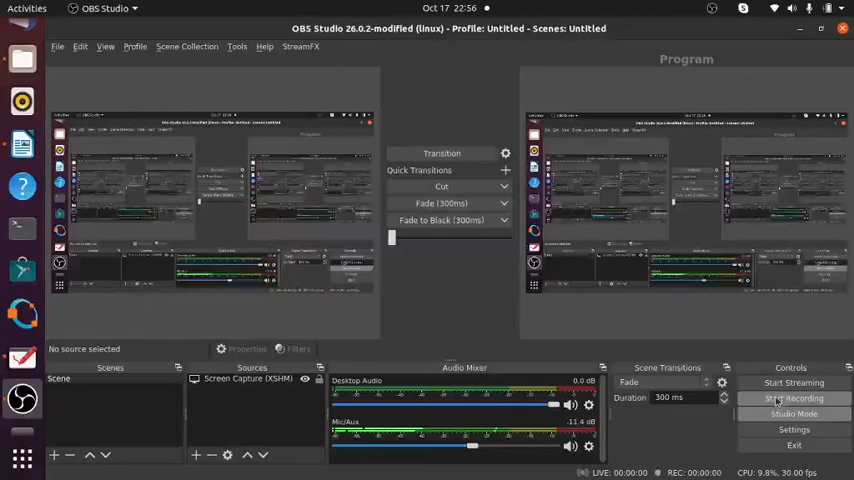 Activities
OBS Studio
Oct 17 22:56
OBS Studio 26.0.2-modified (linux) - Profile: Untitled - Scenes: Untitled
File Edit View Profile Scene Collection Tools Help StreamFX
Program
Transition
Quick Transitions
Cut
Fade (300ms)
Fade to Black (300ms)
No source selected
Properties
Filters
Scenes
Scene
Sources
Screen Capture (XSHM)
Audio Mixer
Desktop Audio 0.0 dB
Mic/Aux -11.4 dB
Scene Transitions
Fade
Duration 300 ms
Controls
Start Streaming
Start Recording
Studio Mode
Settings
Exit
LIVE: 00:00:00 REC: 00:00:00 CPU: 9.8%, 30.00 fps